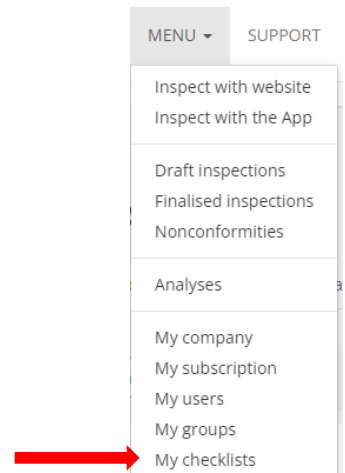 MENU SUPPORT
Inspect with website
Inspect with the App
Draft inspections
Finalised inspections
Nonconformities
Analyses
My company
My subscription
My users
My groups
My checklists